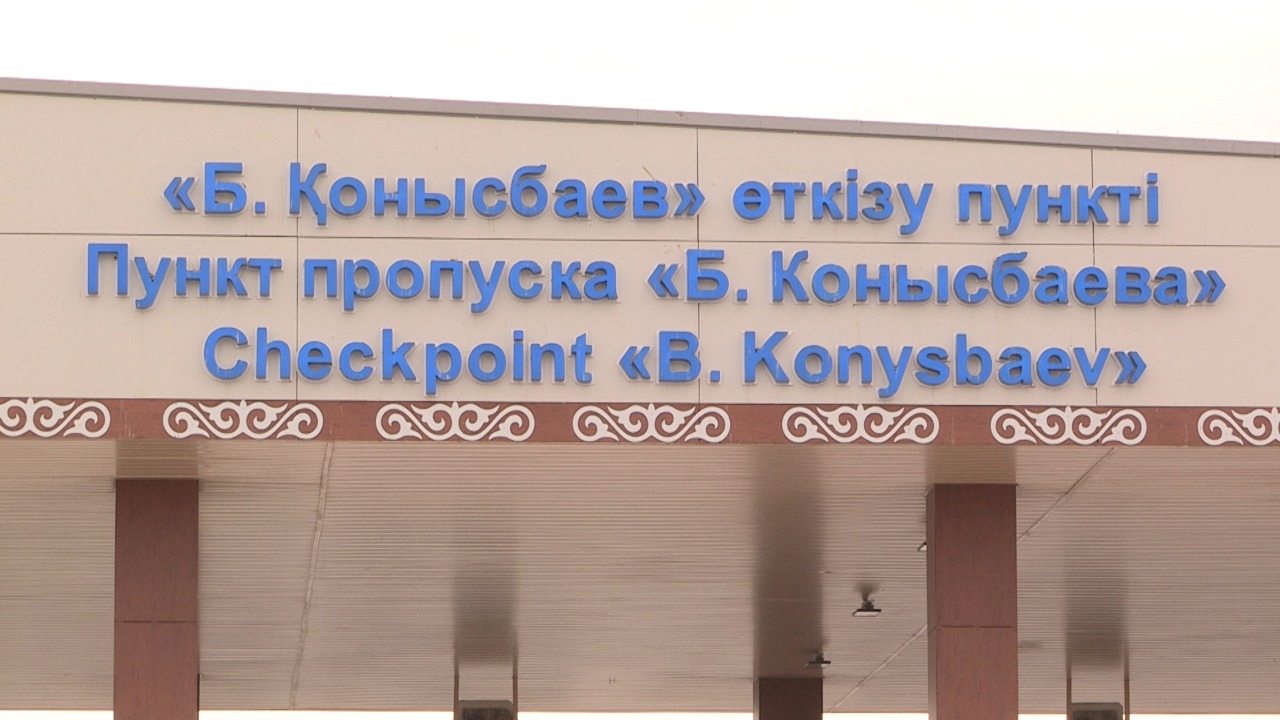 «Б. Қонысбаев» өткізу пункті
Пункт пропуска «Б. Конысбаева»
Checkpoint «B. Konysbaev»